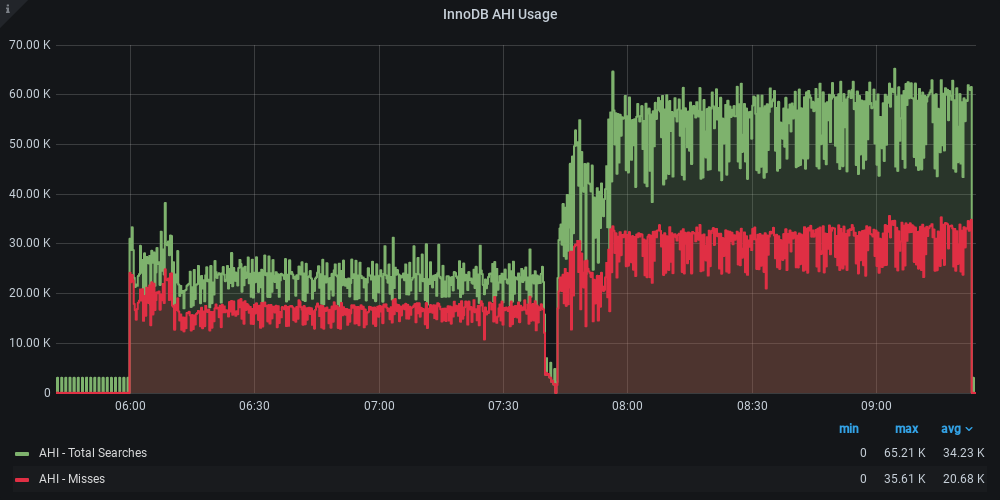 i
InnoDB AHI Usage
70.00 K
60.00 K
50.00 K
40.00 K
30.00 K
20.00 K
10.00 K
0
06:00 06:30 07:00 07:30 08:00 08:30 09:00
min max avg
AHI - Total Searches 0 65.21 K 34.23 K
AHI - Misses 0 35.61 K 20.68 K